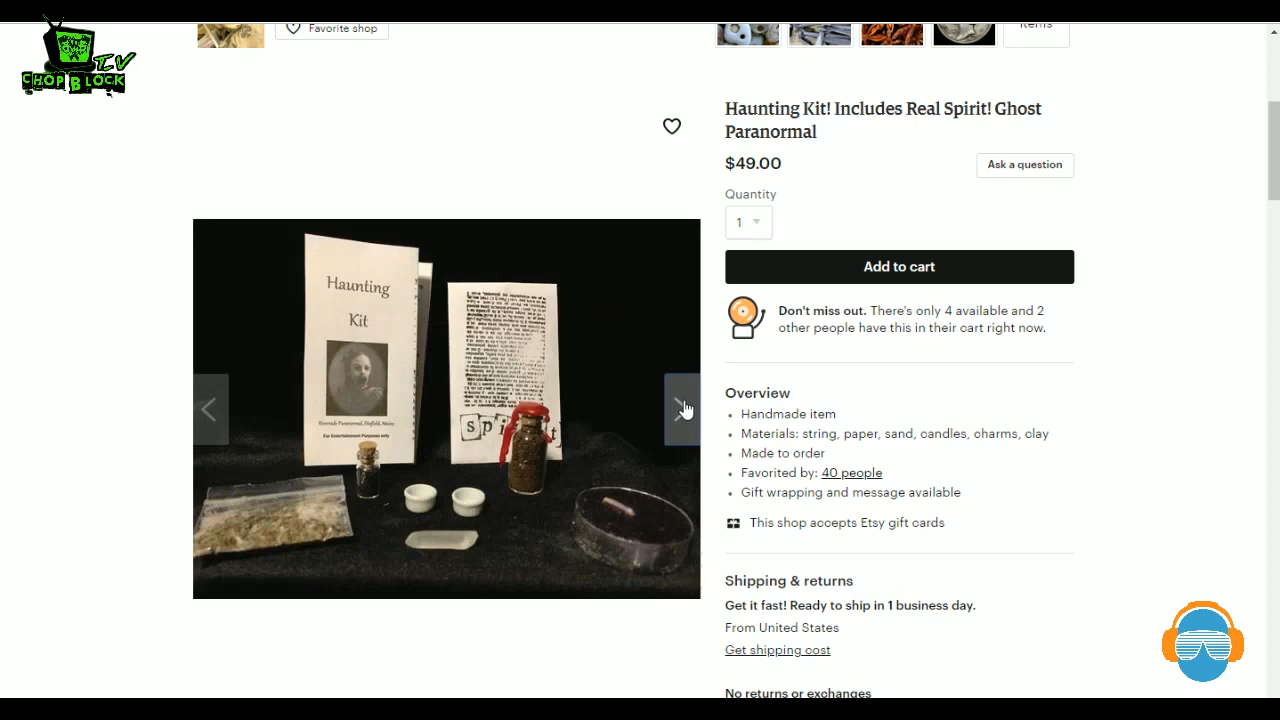 TV
CHOP BLOCK
Favorite shop
items
Haunting Kit! Includes Real Spirit! Ghost
Paranormal
$49.00
Ask a question
Quantity
1
Add to cart
Don't miss out. There's only 4 available and 2
other people have this in their cart right now.
Haunting
Kit
Riverside Paranormal, Dixfield, Maine
For Entertainment Purposes only
Overview
Handmade item
Materials: string, paper, sand, candles, charms, clay
Made to order
Favorited by: 40 people
Gift wrapping and message available
This shop accepts Etsy gift cards
Shipping & returns
Get it fast! Ready to ship in 1 business day.
From United States
Get shipping cost
No returns or exchanges